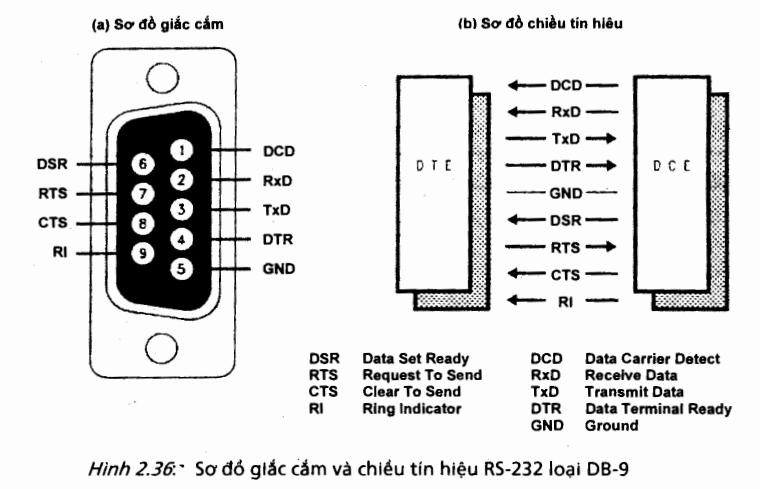 (a) Sơ đồ giắc cắm
(b) Sơ đồ chiều tín hiêu
DSR
RTS
CTS
RI
6
7
8
9
1
2
3
4
5
DCD
RxD
TxD
DTR
GND
DTE
DCD
RxD
TxD
DTR
GND
DSR
RTS
CTS
RI
DCE
DSR Data Set Ready
RTS Request To Send
CTS Clear To Send
RI Ring Indicator
DCD Data Carrier Detect
RxD Receive Data
TxD Transmit Data
DTR Data Terminal Ready
GND Ground
Hình 2.36: Sơ đồ giắc cắm và chiều tín hiệu RS-232 loại DB-9